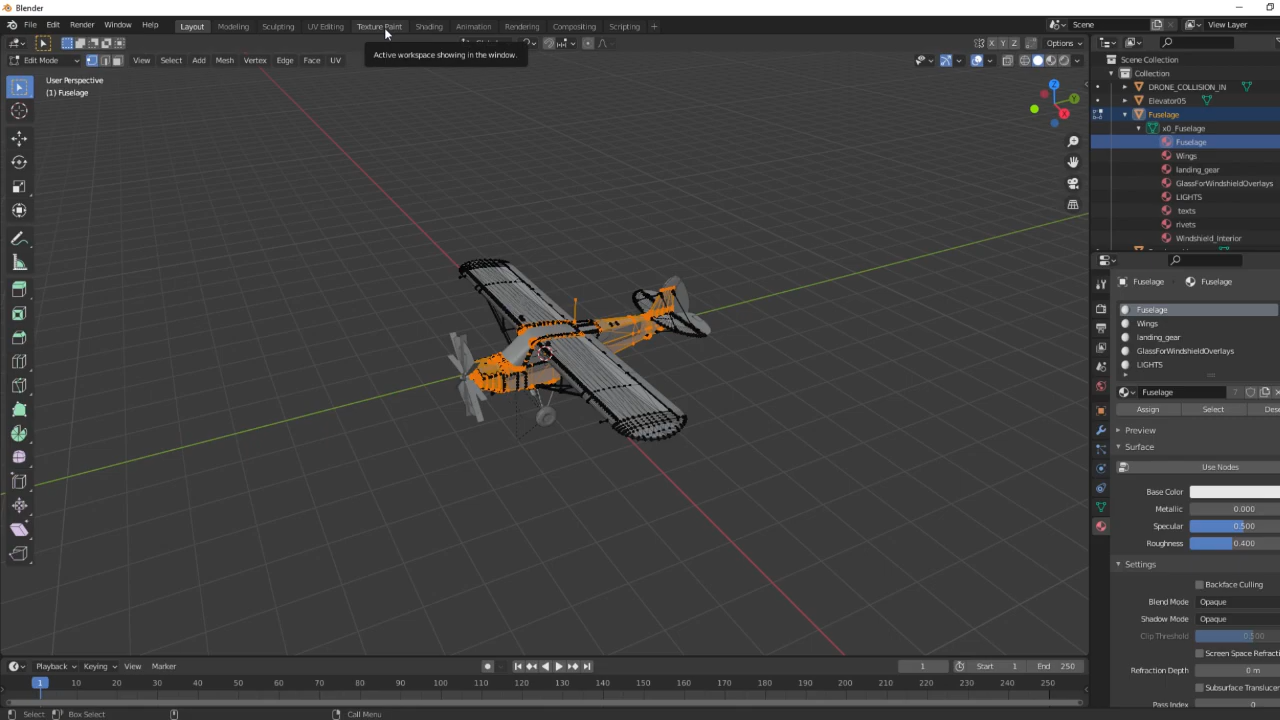 Blender
File Edit Render Window Help Layout Modeling Sculpting UV Editing Texture Paint Shading Animation Rendering Compositing Scripting + Scene View Layer
X Y Z Options
Active workspace showing in the window.
Edit Mode View Select Add Mesh Vertex Edge Face UV
User Perspective
(1) Fuselage
Z
Y
X
Scene Collection
Collection
DRONE_COLLISION_IN
Elevator05
Fuselage
x0_Fuselage
Fuselage
Wings
landing_gear
GlassForWindshieldOverlays
LIGHTS
texts
rivets
Windshield_Interior
Fuselage Fuselage
Fuselage
Wings
landing_gear
GlassForWindshieldOverlays
LIGHTS
Fuselage 7
Assign Select Des
Preview
Surface
Use Nodes
Base Color
Metallic 0.000
Specular 0.500
Roughness 0.400
Settings
Backface Culling
Blend Mode Opaque
Shadow Mode Opaque
Clip Threshold 0.500
Screen Space Refracti
Refraction Depth 0 m
Subsurface Translucer
Pass Index 0
Playback Keying View Marker 1 Start 1 End 250
1 10 20 30 40 50 60 70 80 90 100 110 120 130 140 150 160 170 180 190 200 210 220 230 240 250
Select Box Select Call Menu